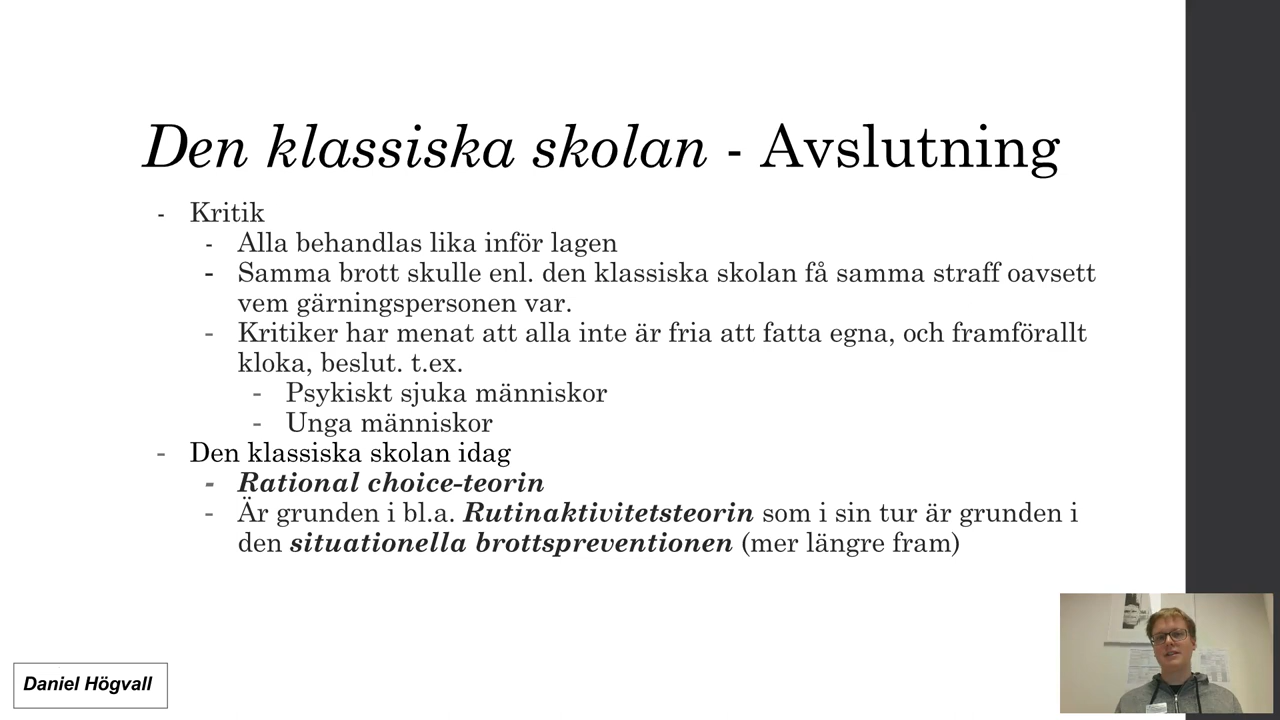 Den klassiska skolan - Avslutning
- Kritik
- Alla behandlas lika inför lagen
- Samma brott skulle enl. den klassiska skolan få samma straff oavsett
vem gärningspersonen var.
- Kritiker har menat att alla inte är fria att fatta egna, och framförallt
kloka, beslut. t.ex.
- Psykiskt sjuka människor
- Unga människor
- Den klassiska skolan idag
- Rational choice-teorin
- Är grunden i bl.a. Rutinaktivitetsteorin som i sin tur är grunden i
den situationella brottspreventionen (mer längre fram)
Daniel Högvall